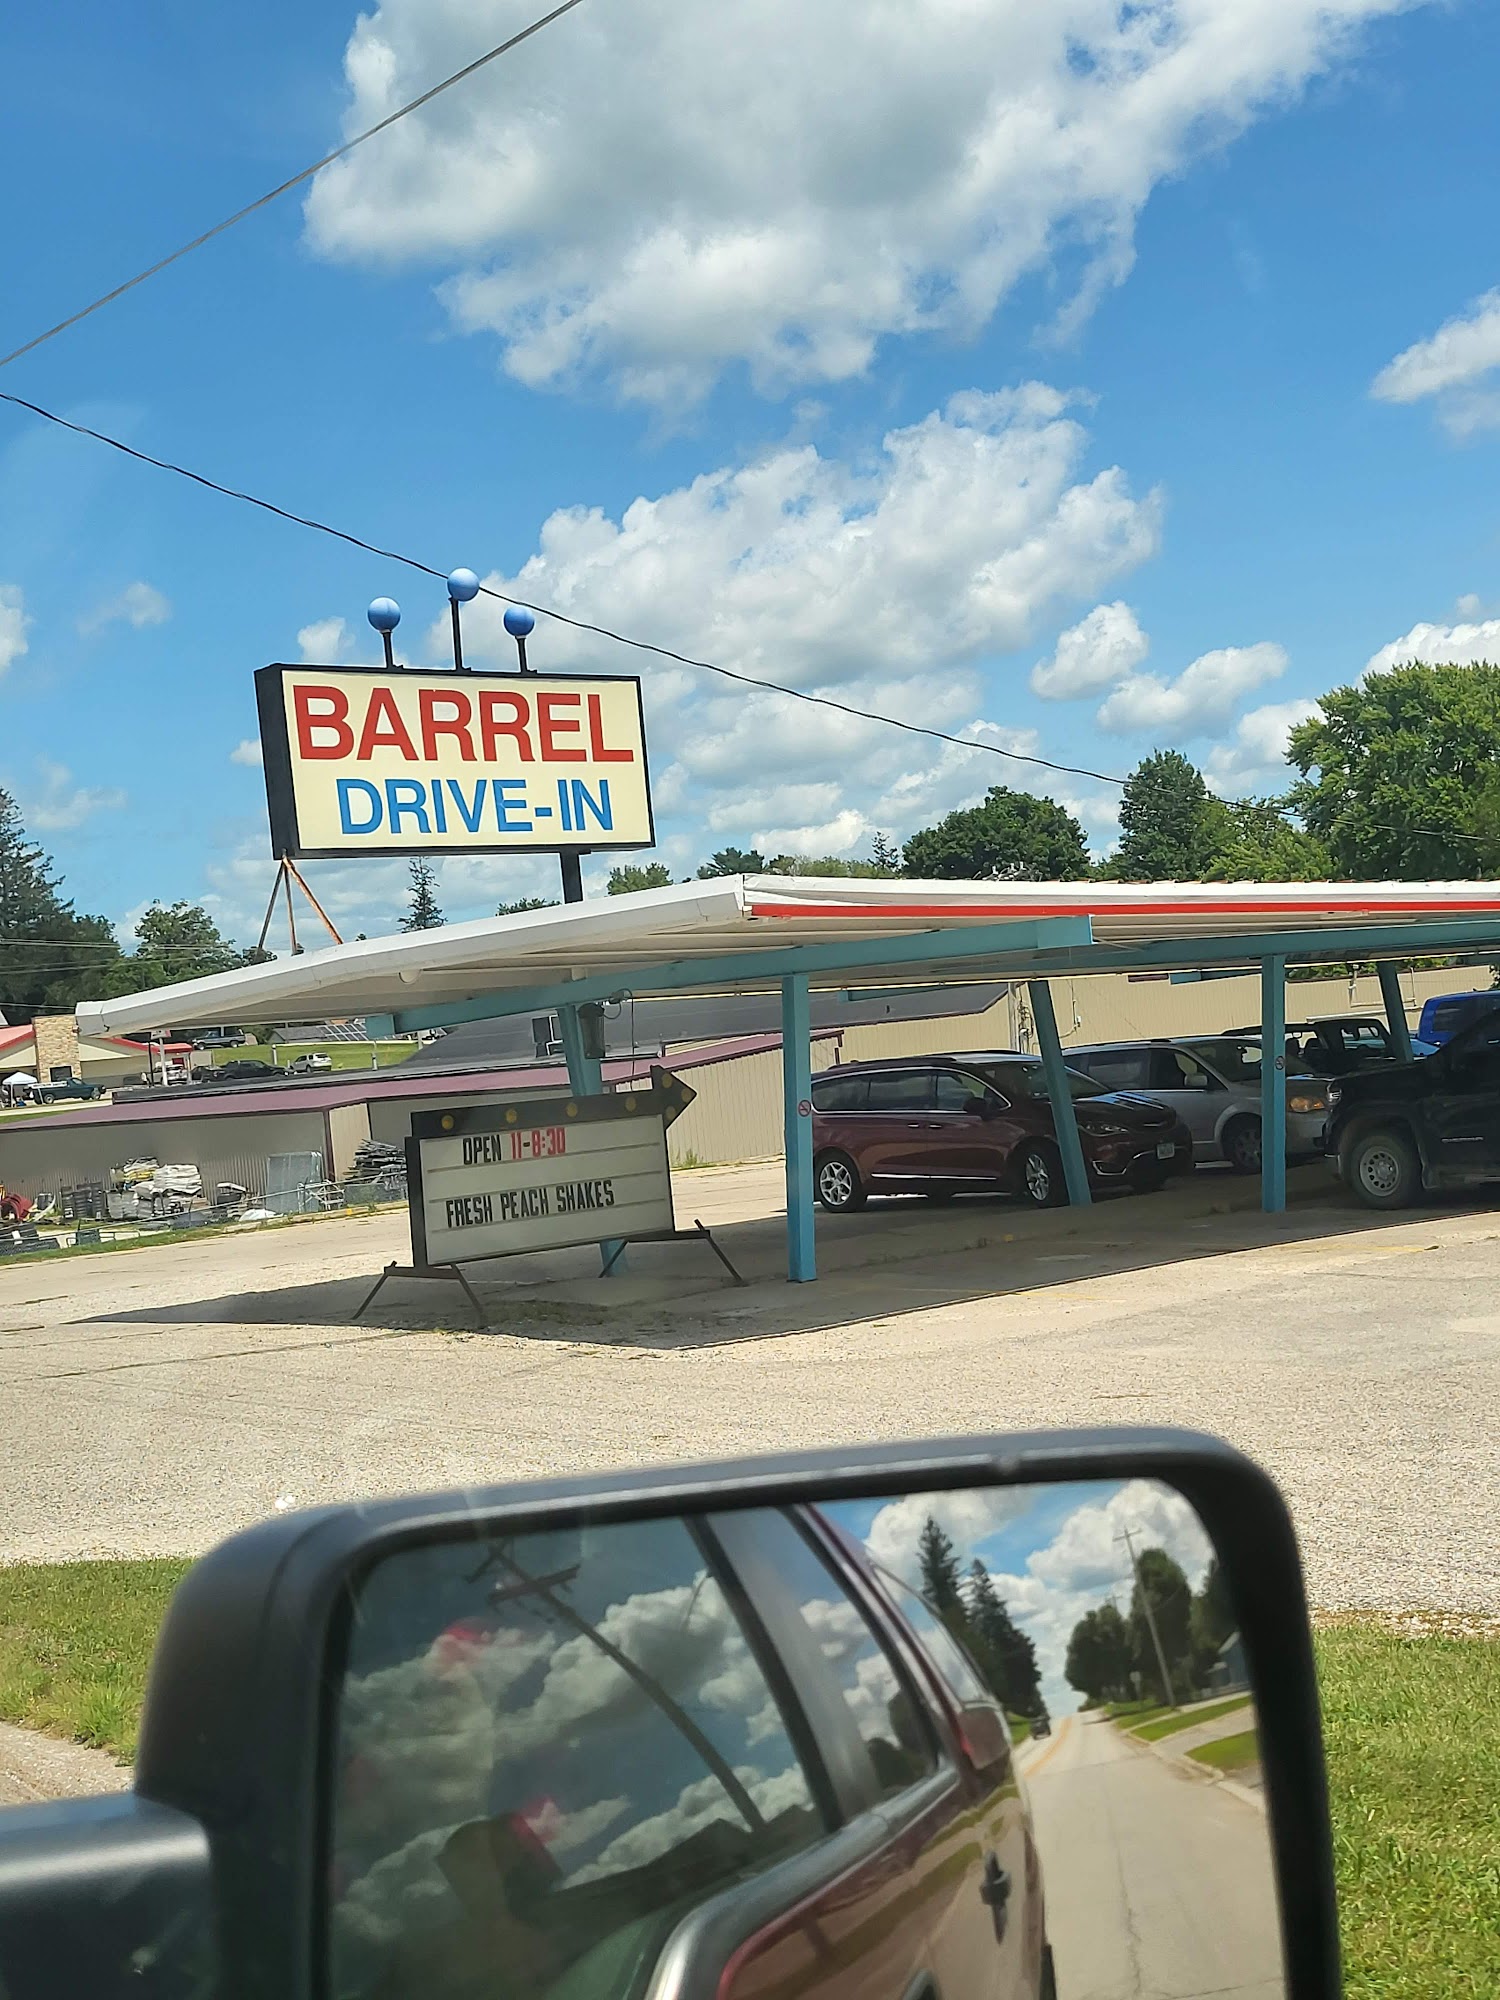 BARREL
DRIVE-IN
OPEN 11-8:30
FRESH PEACH SHAKES